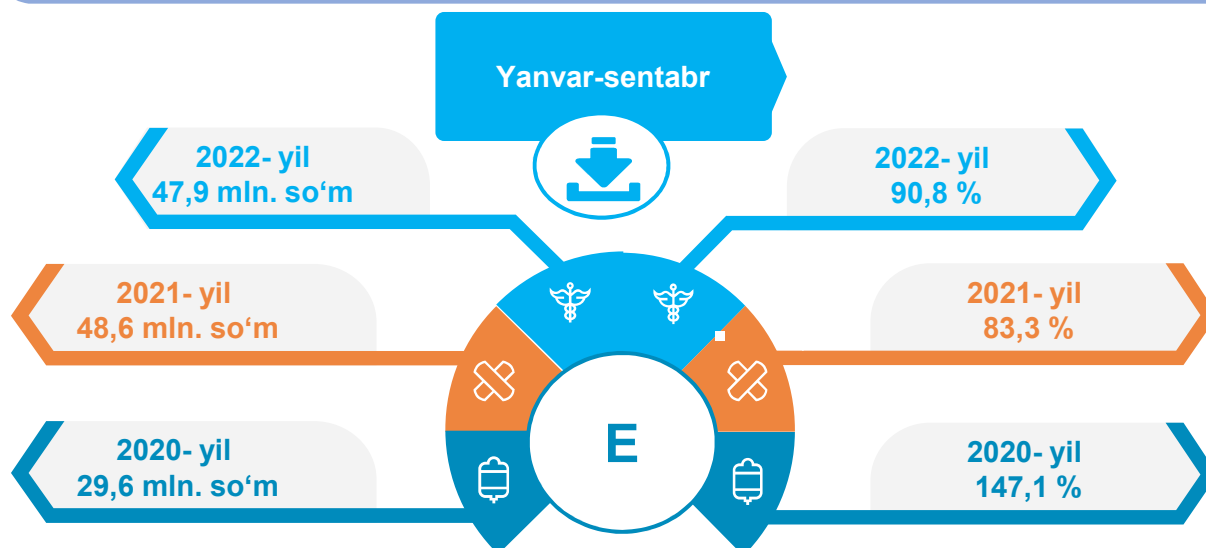 Yanvar-sentabr
2022- yil
47,9 mln. so‘m
2022- yil
90,8 %
2021- yil
48,6 mln. so‘m
2021- yil
83,3 %
2020- yil
29,6 mln. so‘m
E
2020- yil
147,1 %